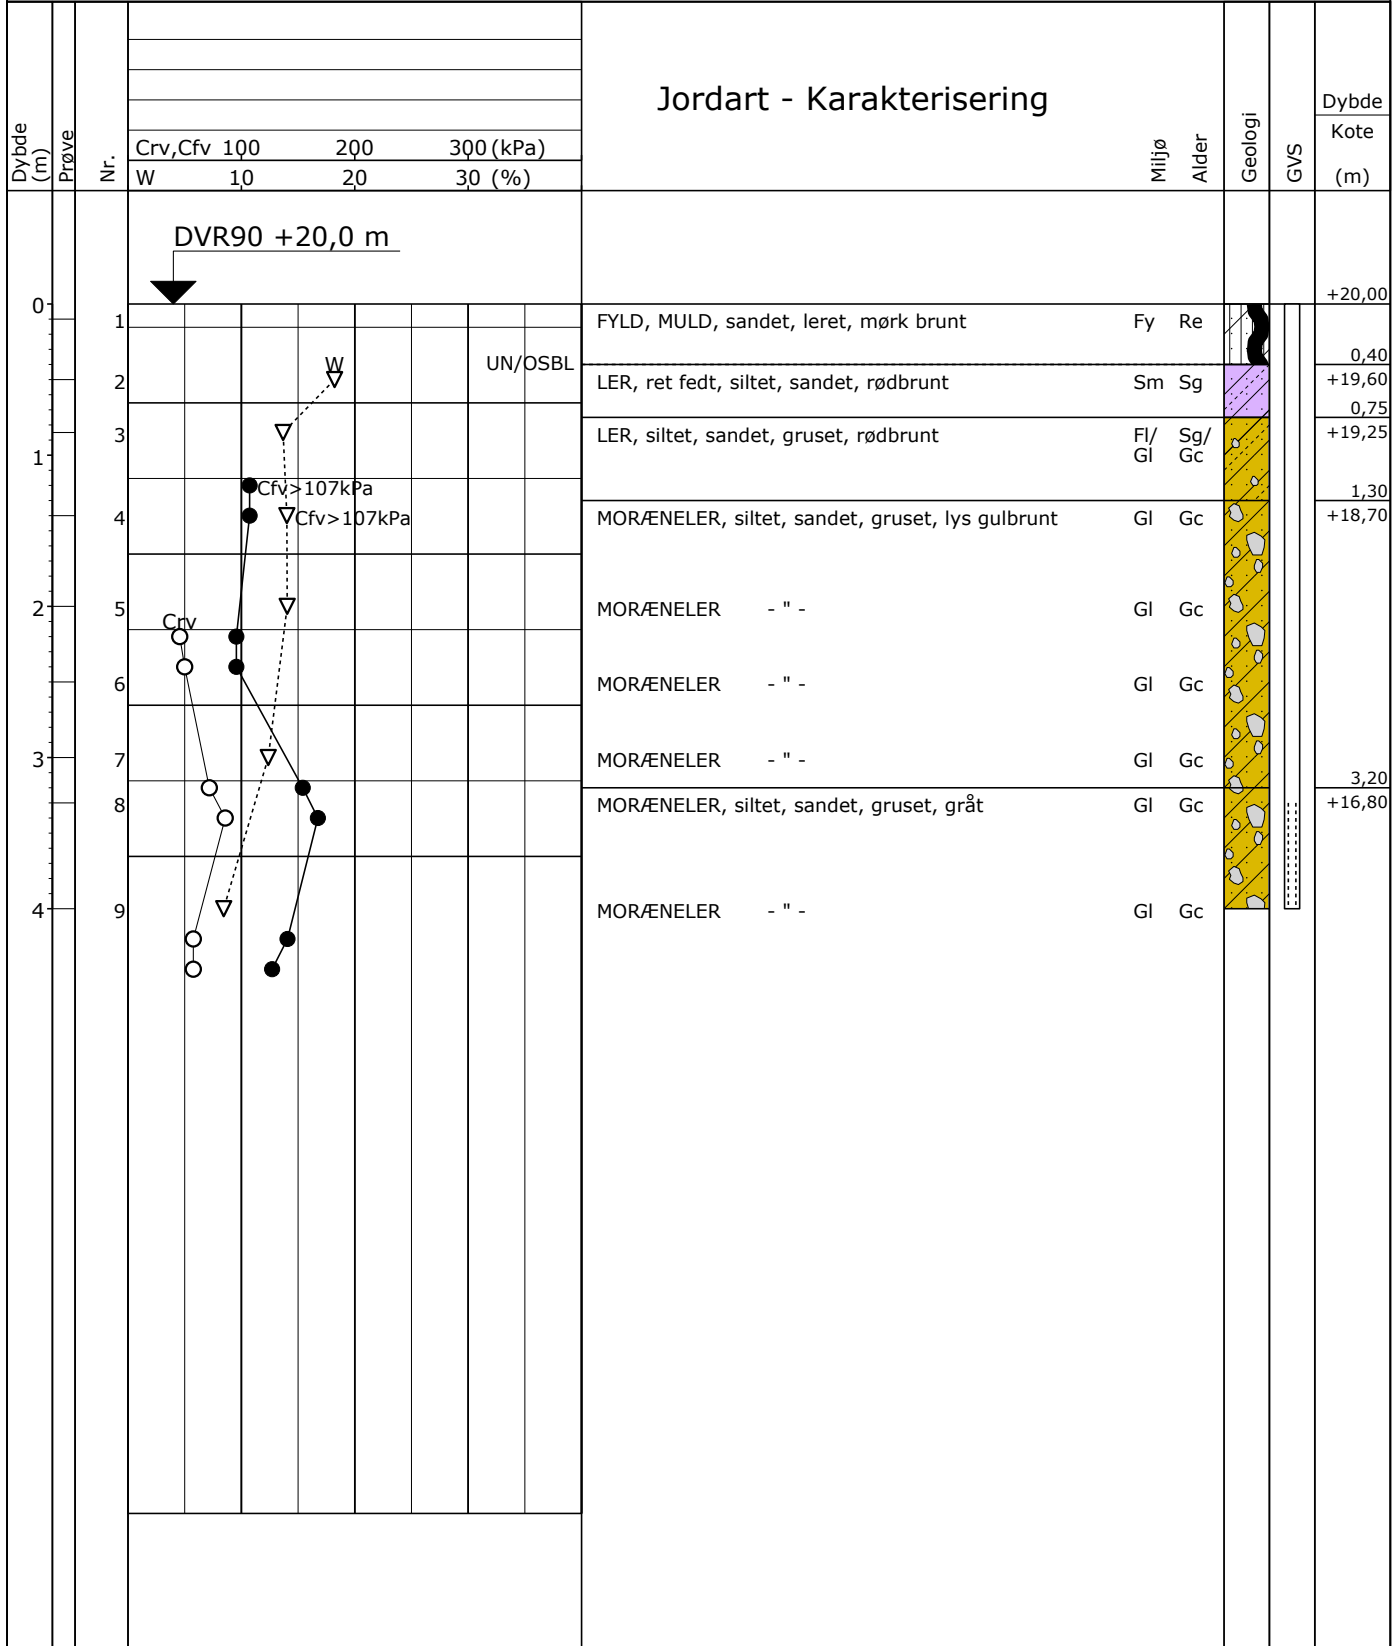 Jordart - Karakterisering
Dybde (m)
Prøve
Nr.
Crv,Cfv 100 200 300 (kPa)
W 10 20 30 (%)
Miljø
Alder
Geologi
GVS
Dybde
Kote
(m)
DVR90 +20,0 m
0
+20,00
1 FYLD, MULD, sandet, leret, mørk brunt Fy Re
W
UN/OSBL
0,40
2 LER, ret fedt, siltet, sandet, rødbrunt Sm Sg +19,60
0,75
3 LER, siltet, sandet, gruset, rødbrunt Fl/ Sg/ +19,25
1 Gl Gc
Cfv>107kPa
1,30
4 Cfv>107kPa MORÆNELER, siltet, sandet, gruset, lys gulbrunt Gl Gc +18,70
2 5 MORÆNELER - " - Gl Gc
Crv
6 MORÆNELER - " - Gl Gc
3 7 MORÆNELER - " - Gl Gc
3,20
8 MORÆNELER, siltet, sandet, gruset, gråt Gl Gc +16,80
4 9 MORÆNELER - " - Gl Gc